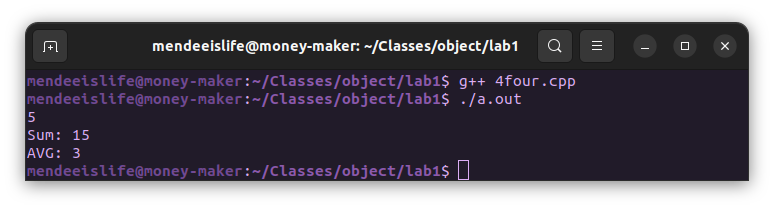 mendeeislife@money-maker: ~/Classes/object/lab1
mendeeislife@money-maker:~/Classes/object/lab1$ g++ 4four.cpp
mendeeislife@money-maker:~/Classes/object/lab1$ ./a.out
5
Sum: 15
AVG: 3
mendeeislife@money-maker:~/Classes/object/lab1$